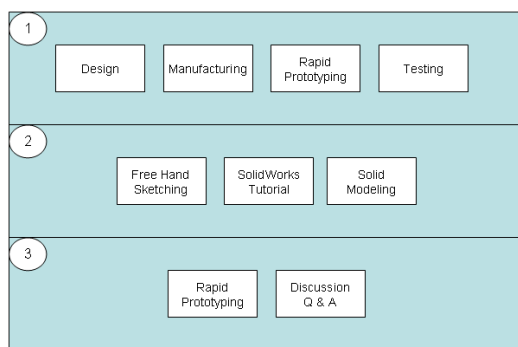 1
Design
Manufacturing
Rapid
Prototyping
Testing
2
Free Hand
Sketching
SolidWorks
Tutorial
Solid
Modeling
3
Rapid
Prototyping
Discussion
Q & A